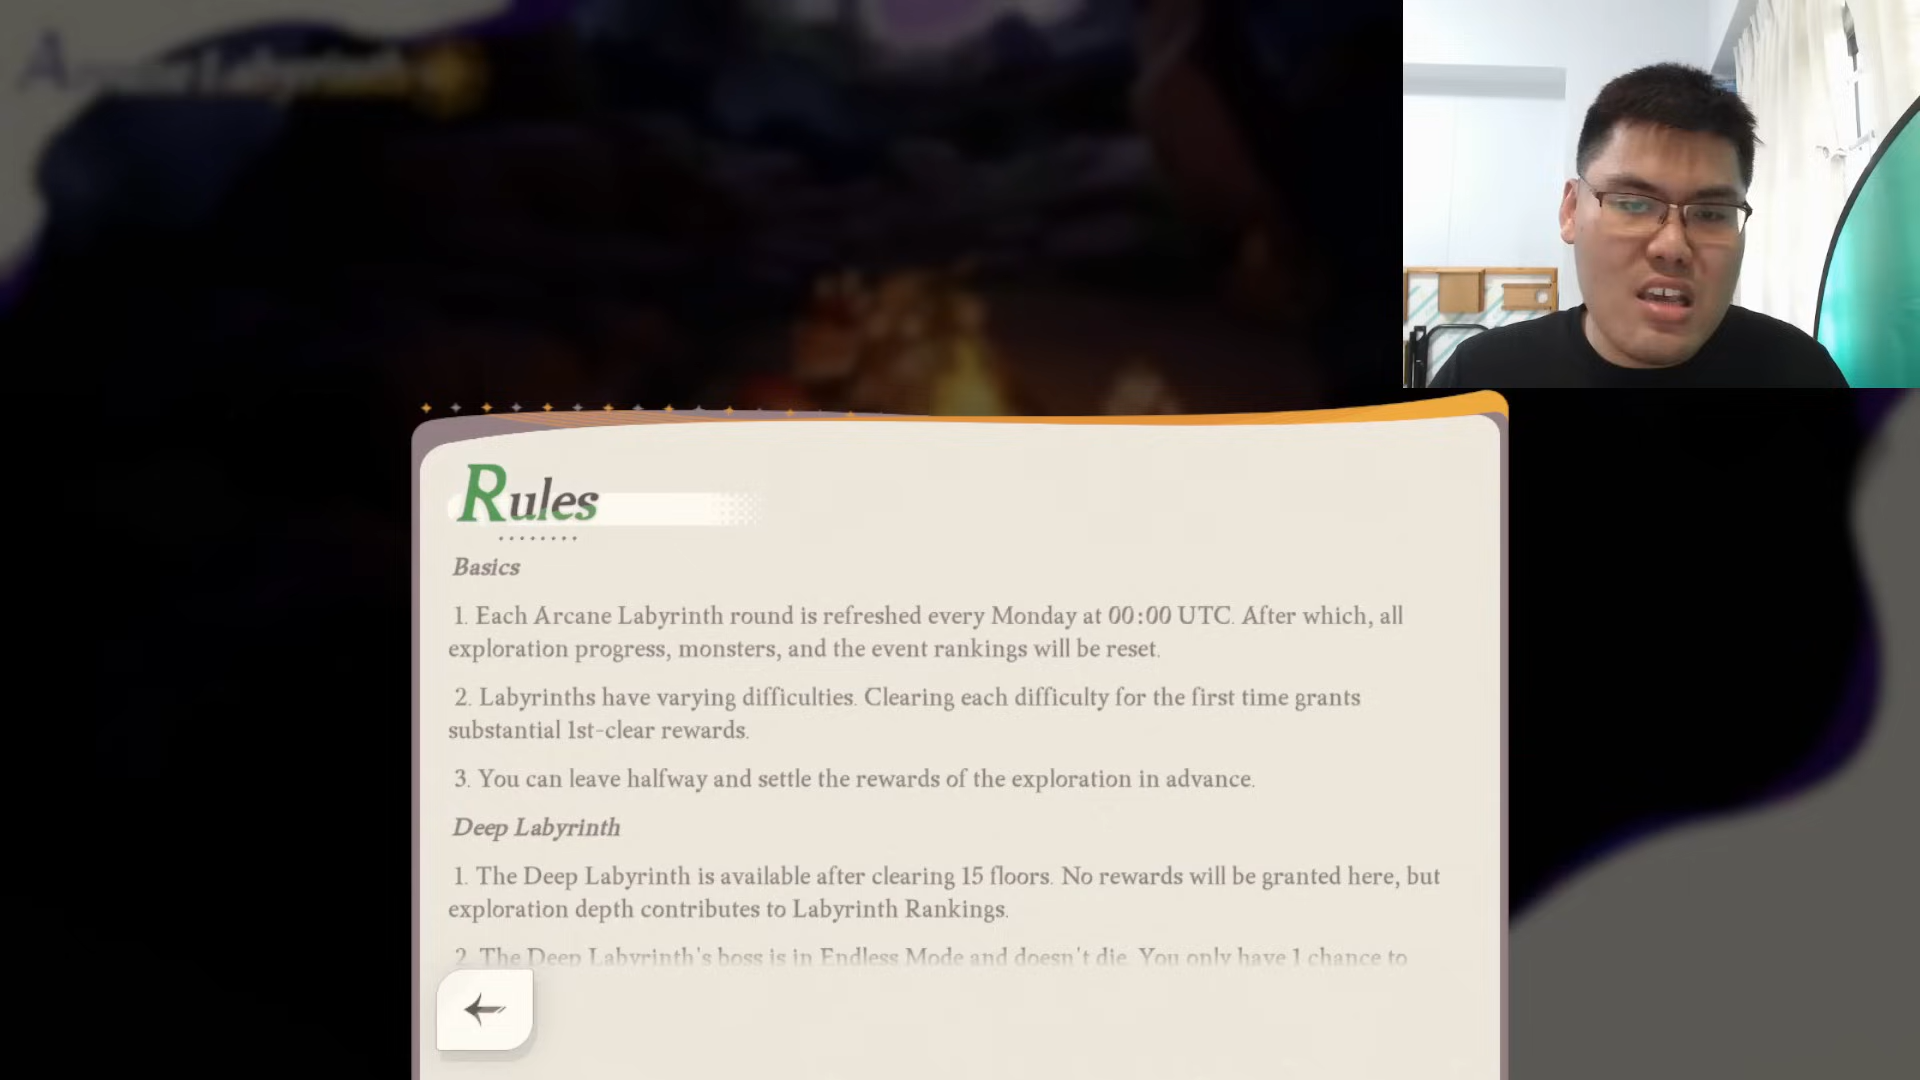 Arcane Labyrinth
Rules
Basics
1. Each Arcane Labyrinth round is refreshed every Monday at 00:00 UTC. After which, all
exploration progress, monsters, and the event rankings will be reset.
2. Labyrinths have varying difficulties. Clearing each difficulty for the first time grants
substantial 1st-clear rewards.
3. You can leave halfway and settle the rewards of the exploration in advance.
Deep Labyrinth
1. The Deep Labyrinth is available after clearing 15 floors. No rewards will be granted here, but
exploration depth contributes to Labyrinth Rankings.
2. The Deep Labyrinth's boss is in Endless Mode and doesn't die. You only have 1 chance to